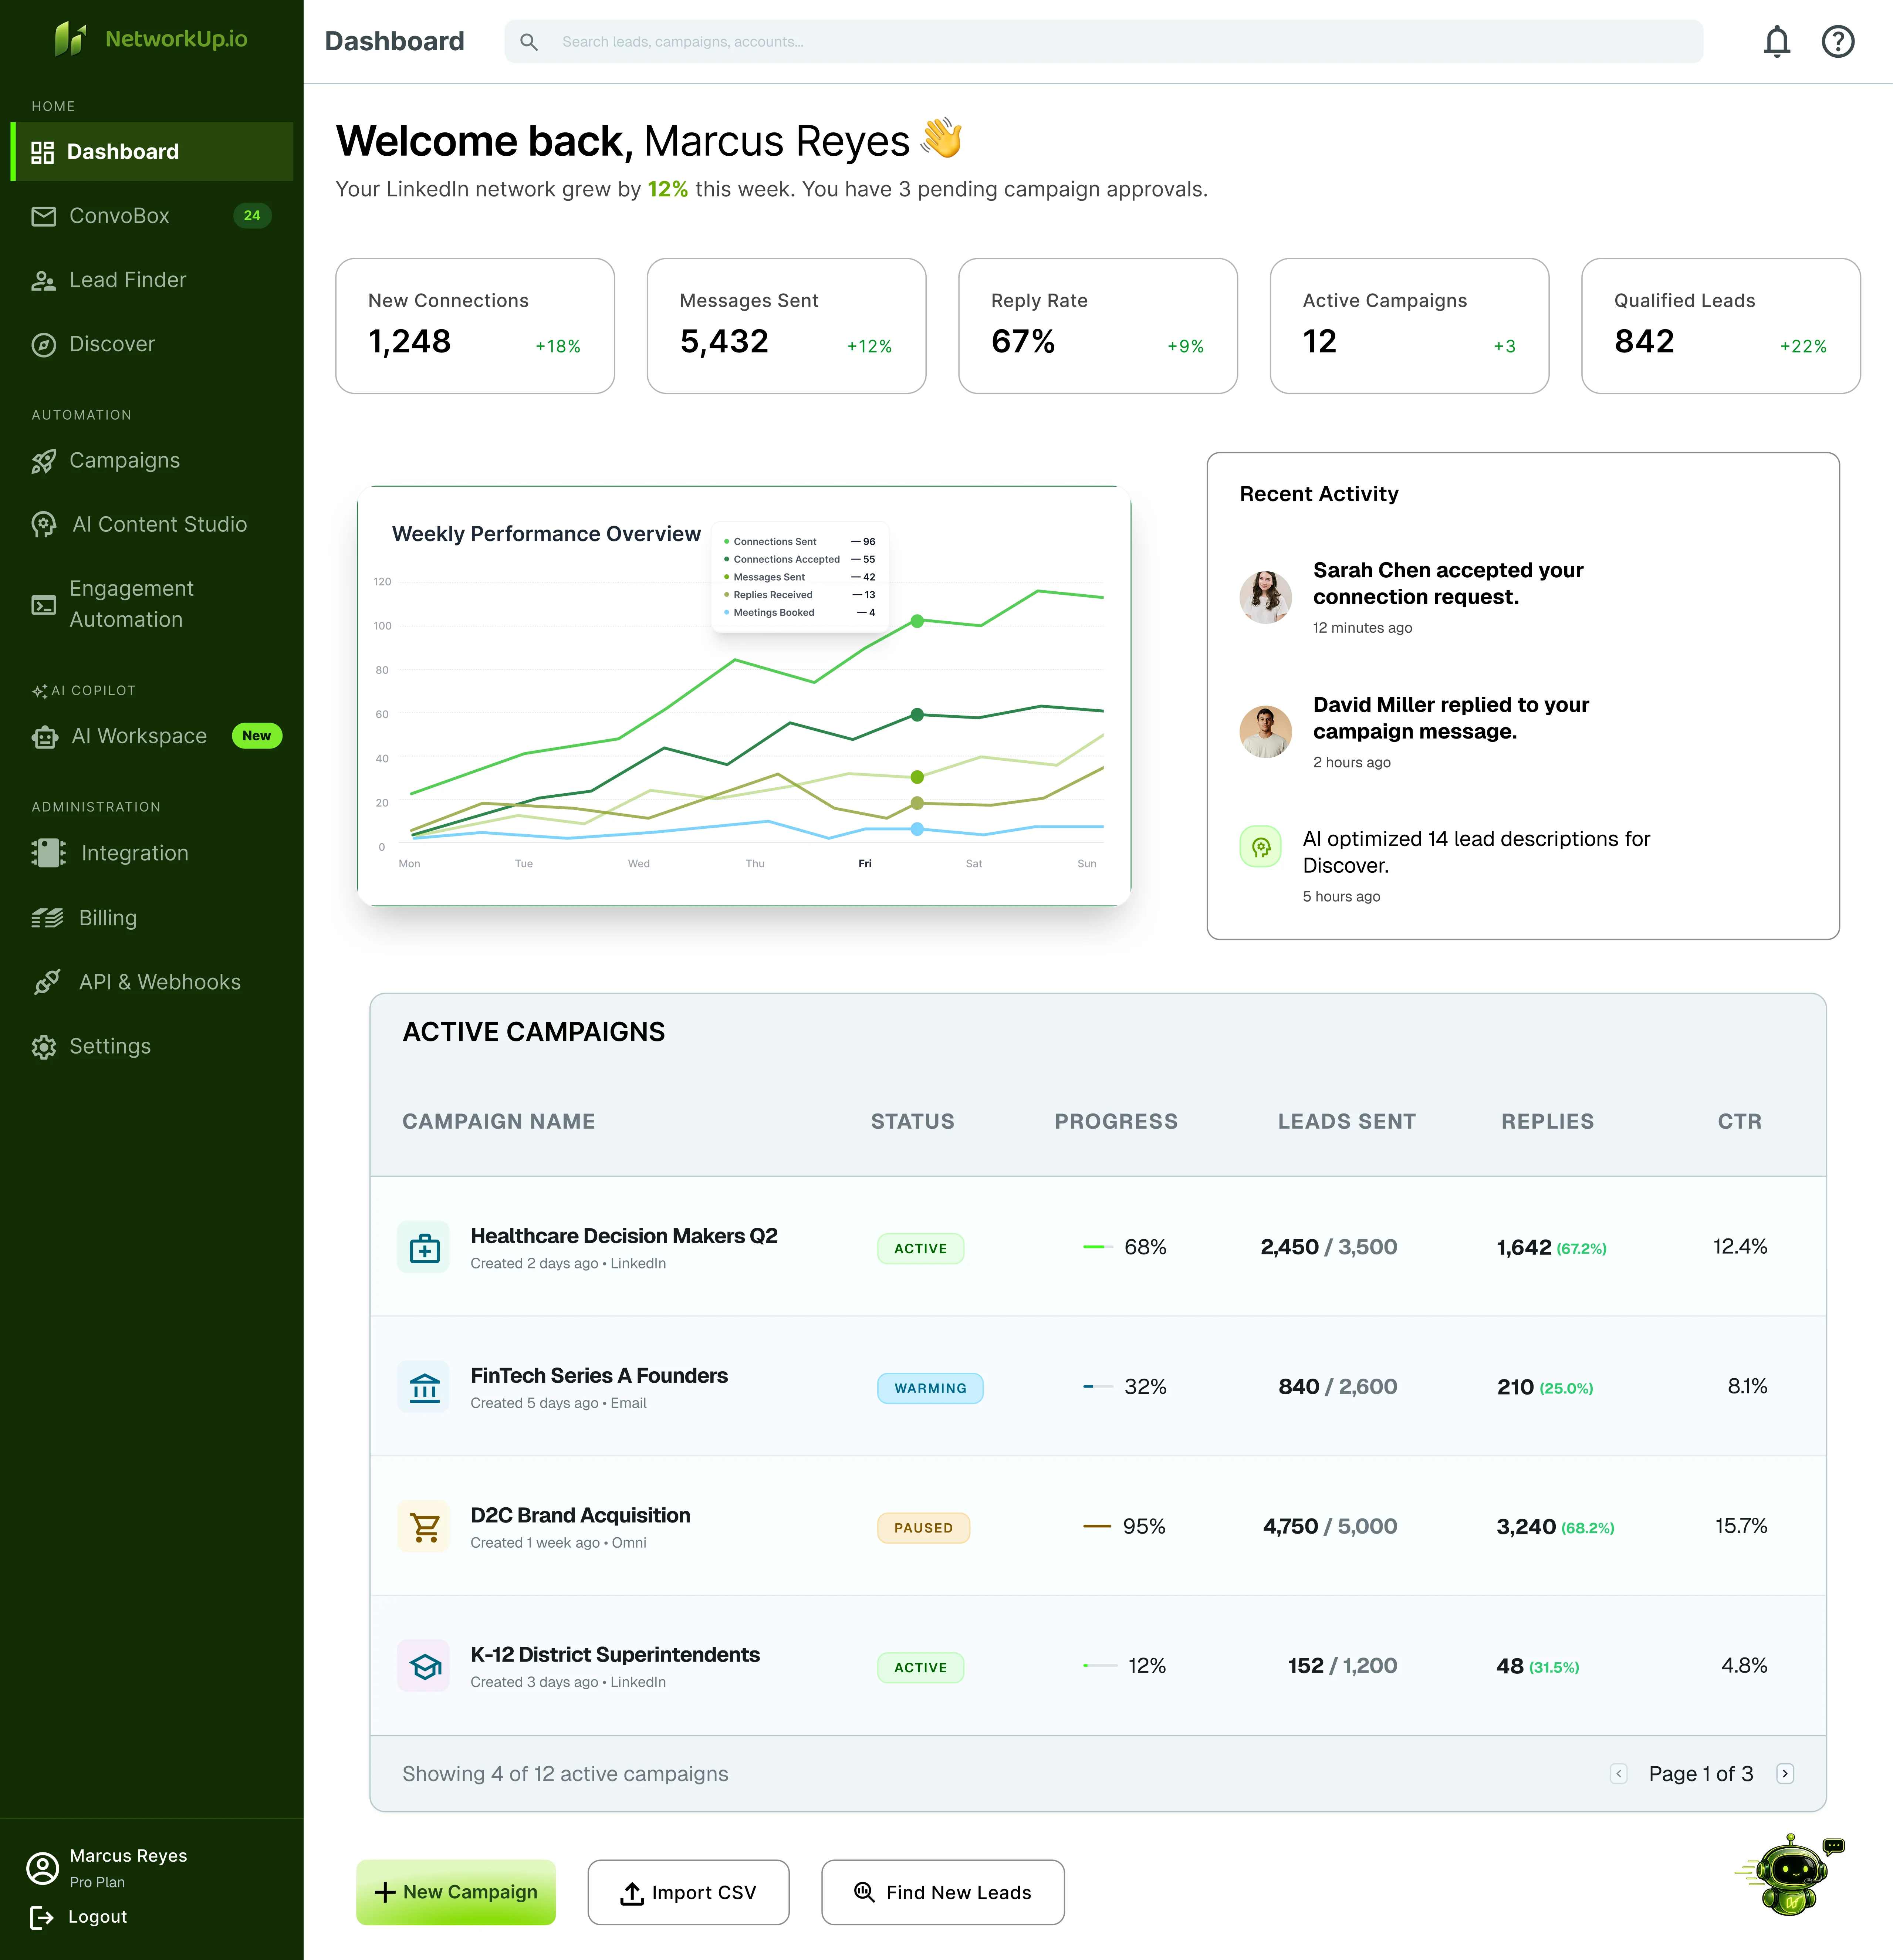 NetworkUp.io
HOME
Dashboard
ConvoBox 24
Lead Finder
Discover
AUTOMATION
Campaigns
AI Content Studio
Engagement
Automation
AI COPILOT
AI Workspace New
ADMINISTRATION
Integration
Billing
API & Webhooks
Settings
Marcus Reyes
Pro Plan
Logout
Dashboard
Search leads, campaigns, accounts...
Welcome back, Marcus Reyes 👋
Your LinkedIn network grew by 12% this week. You have 3 pending campaign approvals.
New Connections
1,248 +18%
Messages Sent
5,432 +12%
Reply Rate
67% +9%
Active Campaigns
12 +3
Qualified Leads
842 +22%
Weekly Performance Overview
Connections Sent — 96
Connections Accepted — 55
Messages Sent — 42
Replies Received — 13
Meetings Booked — 4
120
100
80
60
40
20
0
Mon Tue Wed Thu Fri Sat Sun
Recent Activity
Sarah Chen accepted your
connection request.
12 minutes ago
David Miller replied to your
campaign message.
2 hours ago
AI optimized 14 lead descriptions for
Discover.
5 hours ago
ACTIVE CAMPAIGNS
CAMPAIGN NAME STATUS PROGRESS LEADS SENT REPLIES CTR
Healthcare Decision Makers Q2 ACTIVE 68% 2,450 / 3,500 1,642 (67.2%) 12.4%
Created 2 days ago • LinkedIn
FinTech Series A Founders WARMING 32% 840 / 2,600 210 (25.0%) 8.1%
Created 5 days ago • Email
D2C Brand Acquisition PAUSED 95% 4,750 / 5,000 3,240 (68.2%) 15.7%
Created 1 week ago • Omni
K-12 District Superintendents ACTIVE 12% 152 / 1,200 48 (31.5%) 4.8%
Created 3 days ago • LinkedIn
Showing 4 of 12 active campaigns Page 1 of 3
New Campaign
Import CSV
Find New Leads